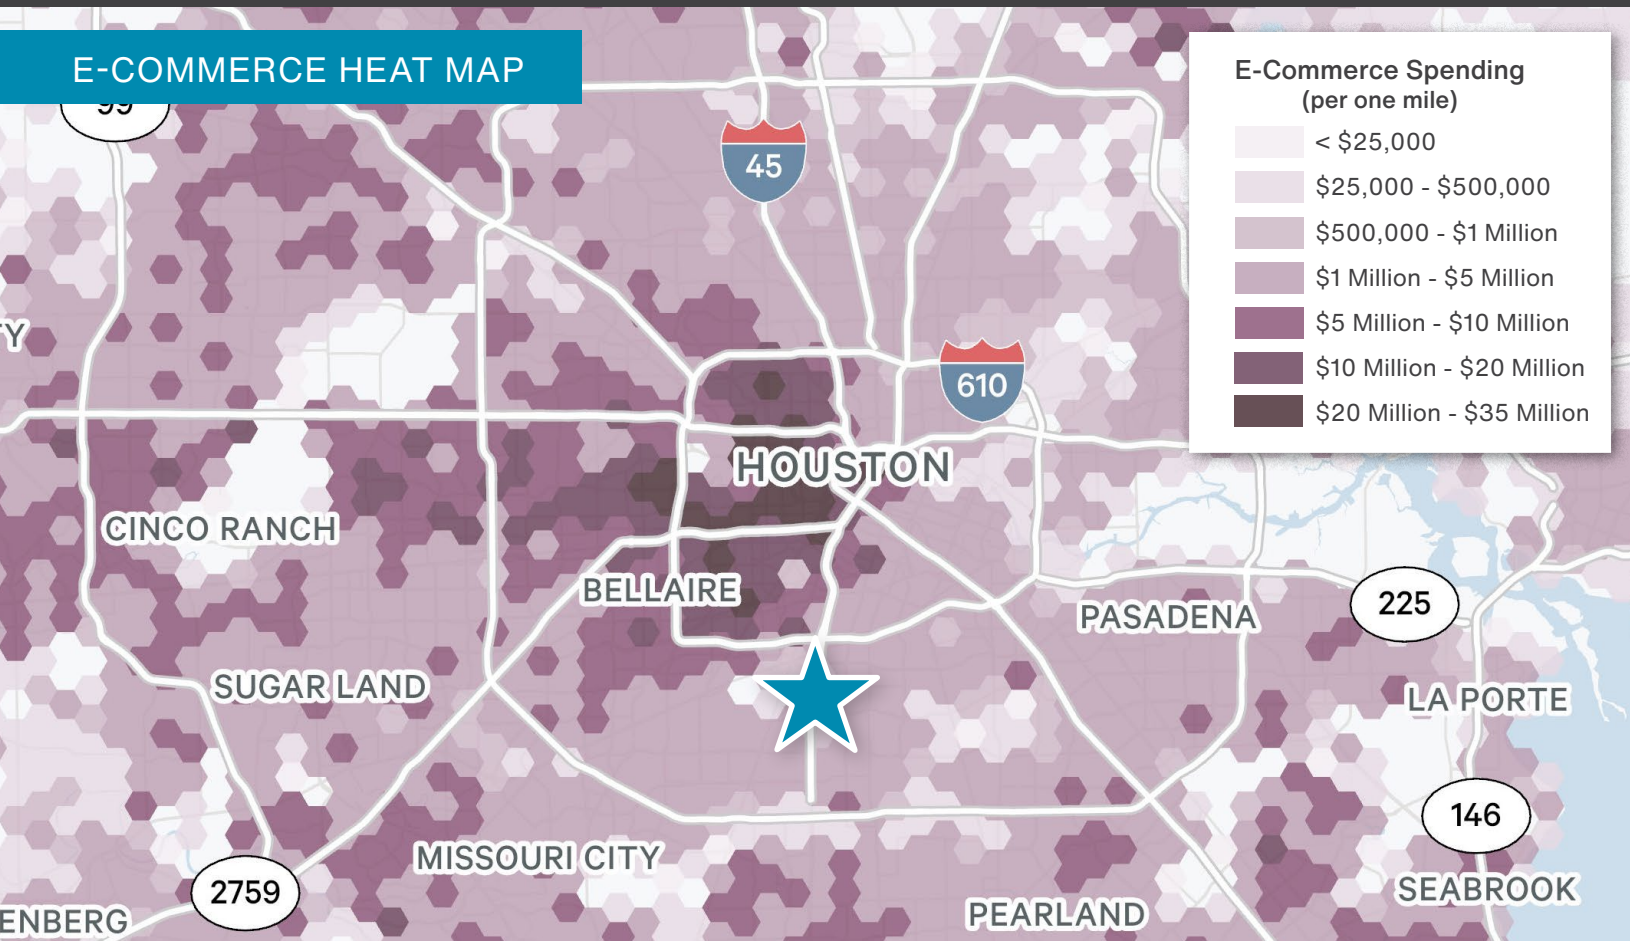 E-COMMERCE HEAT MAP
E-Commerce Spending
(per one mile)
< $25,000
$25,000 - $500,000
$500,000 - $1 Million
$1 Million - $5 Million
$5 Million - $10 Million
$10 Million - $20 Million
$20 Million - $35 Million
99
45
TY
610
HOUSTON
CINCO RANCH
BELLAIRE
PASADENA
225
SUGAR LAND
LA PORTE
146
MISSOURI CITY
2759
SEABROOK
PEARLAND
ENBERG